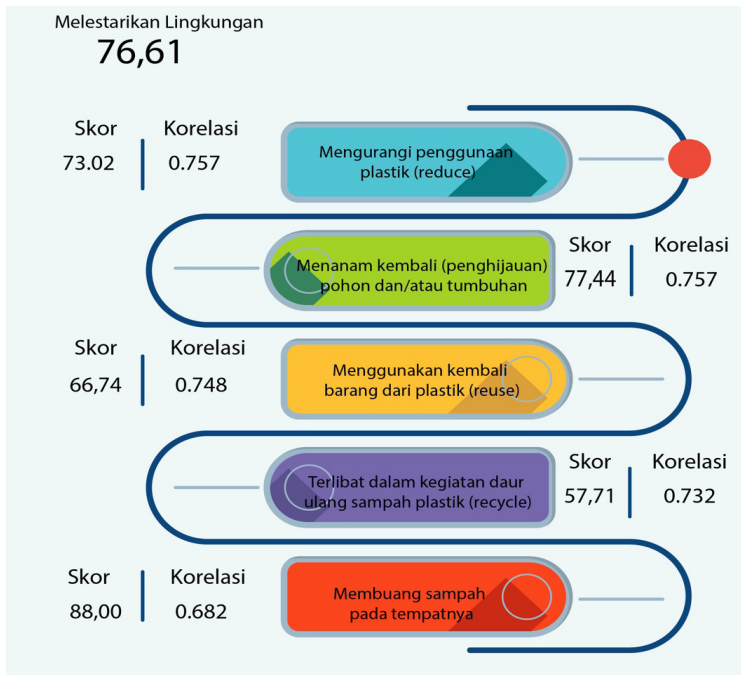 Melestarikan Lingkungan
76,61
Skor Korelasi
73.02 0.757
Mengurangi penggunaan
plastik (reduce)
Menanam kembali (penghijauan)
pohon dan/atau tumbuhan
Skor Korelasi
77,44 0.757
Skor Korelasi
66,74 0.748
Menggunakan kembali
barang dari plastik (reuse)
Terlibat dalam kegiatan daur
ulang sampah plastik (recycle)
Skor Korelasi
57,71 0.732
Skor Korelasi
88,00 0.682
Membuang sampah
pada tempatnya